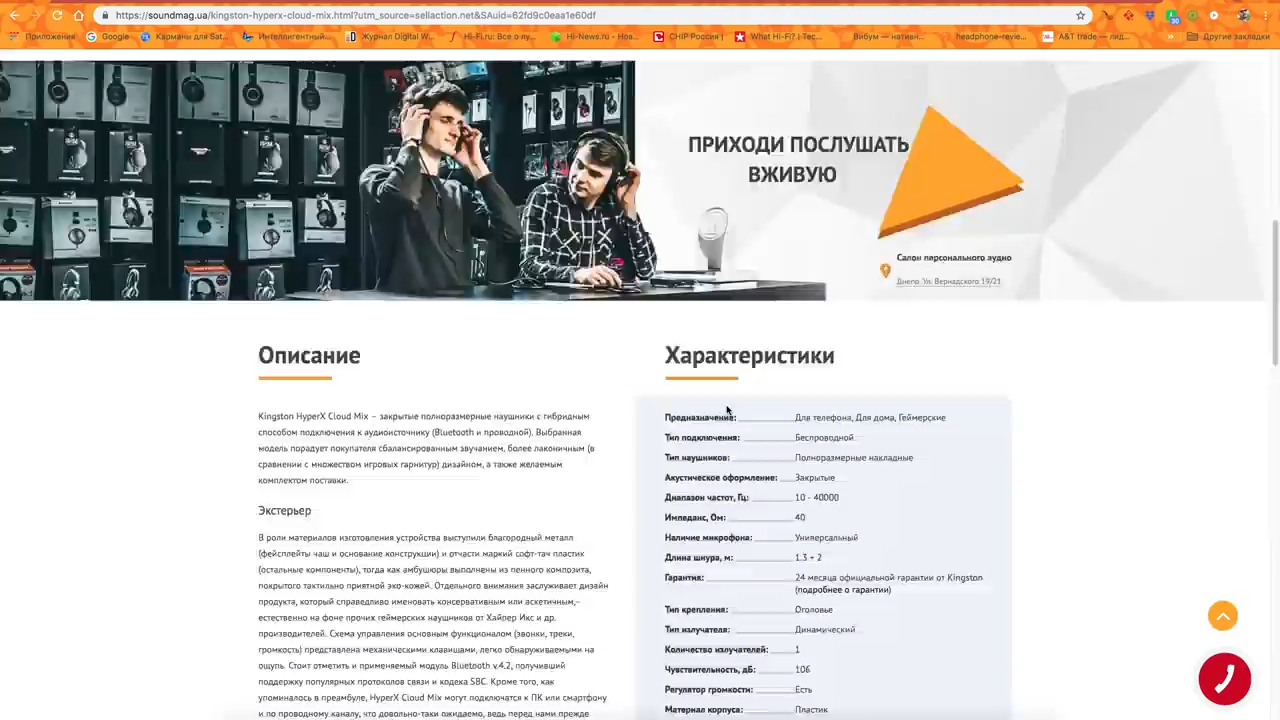 https://soundmag.ua/kingston-hyperx-cloud-mix.html?utm_source=sellaction.net&SAuid=62fd9c0eaa1e60df
Приложения
Google
Карманы для Sat...
Интеллигентный...
Журнал Digital W...
Hi-Fi.ru: Все о лу...
Hi-News.ru - Нов...
CHIP Россия |
What Hi-Fi? | Тес...
Вибум — нативн...
headphone-revie...
A&T trade — лид...
»
Другие закладки
ПРИХОДИ ПОСЛУШАТЬ
ВЖИВУЮ
Салон персонального аудио
Днепр. Ул. Вернадского 19/21
Описание
Kingston HyperX Cloud Mix – закрытые полноразмерные наушники с гибридным
способом подключения к аудиоисточнику (Bluetooth и проводной). Выбранная
модель порадует покупателя сбалансированным звучанием, более лаконичным (в
сравнении с множеством игровых гарнитур) дизайном, а также желаемым
комплектом поставки.
Экстерьер
В роли материалов изготовления устройства выступили благородный металл
(фейсплейты чаш и основание конструкции) и отчасти маркий софт-тач пластик
(остальные компоненты), тогда как амбушюры выполнены из пенного композита,
покрытого тактильно приятной эко-кожей. Отдельного внимания заслуживает дизайн
продукта, который справедливо именовать консервативным или аскетичным,–
естественно на фоне прочих геймерских наушников от Хайпер Икс и др.
производителей. Схема управления основным функционалом (звонки, треки,
громкость) представлена механическими клавишами, легко обнаруживаемыми на
ощупь. Стоит отметить и применяемый модуль Bluetooth v.4.2, получивший
поддержку популярных протоколов связи и кодека SBC. Кроме того, как
упоминалось в преамбуле, HyperX Cloud Mix могут подключатся к ПК или смартфону
и по проводному каналу, что довольно-таки ожидаемо, ведь перед нами прежде
Характеристики
Предназначение: Для телефона, Для дома, Геймерские
Тип подключения: Беспроводной
Тип наушников: Полноразмерные накладные
Акустическое оформление: Закрытые
Диапазон частот, Гц: 10 - 40000
Импеданс, Ом: 40
Наличие микрофона: Универсальный
Длина шнура, м: 1.3 + 2
Гарантия: 24 месяца официальной гарантии от Kingston
(подробнее о гарантии)
Тип крепления: Оголовье
Тип излучателя: Динамический
Количество излучателей: 1
Чувствительность, дБ: 106
Регулятор громкости: Есть
Материал корпуса: Пластик